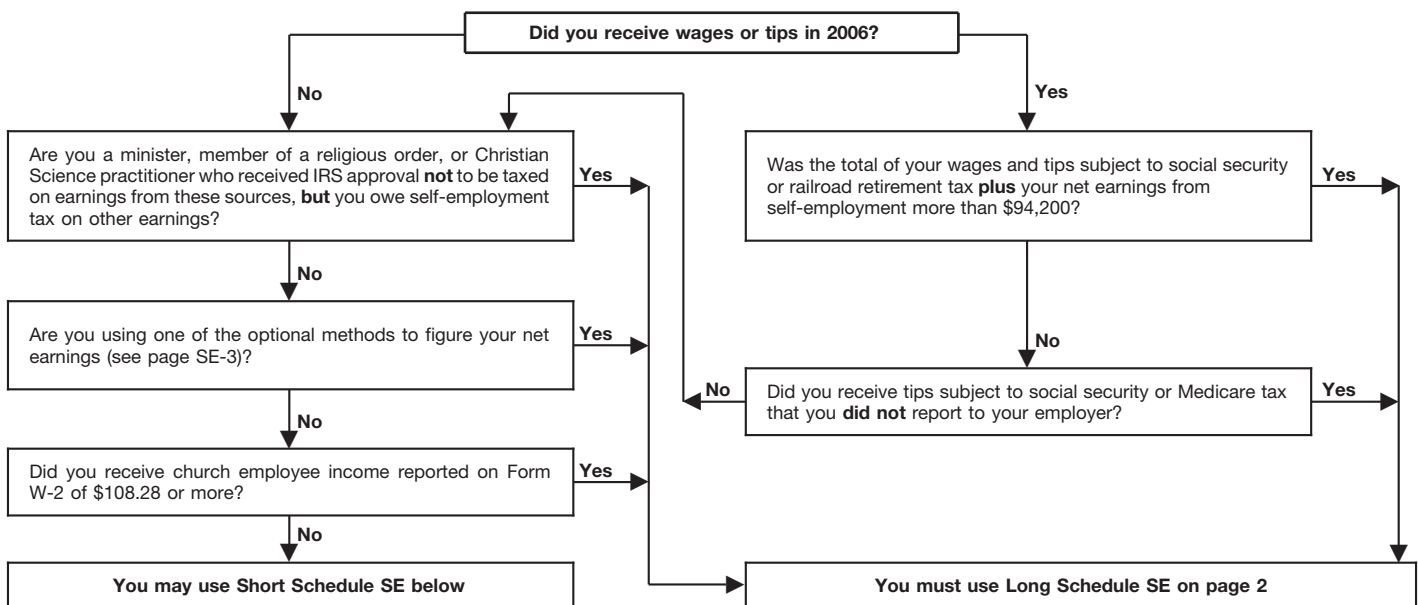 Did you receive wages or tips in 2006?
No
Yes
Are you a minister, member of a religious order, or Christian
Science practitioner who received IRS approval not to be taxed
on earnings from these sources, but you owe self-employment
tax on other earnings?
Yes
Was the total of your wages and tips subject to social security
or railroad retirement tax plus your net earnings from
self-employment more than $94,200?
Yes
No
Are you using one of the optional methods to figure your net
earnings (see page SE-3)?
Yes
No
No
Did you receive tips subject to social security or Medicare tax
that you did not report to your employer?
Yes
No
Did you receive church employee income reported on Form
W-2 of $108.28 or more?
Yes
No
You may use Short Schedule SE below
You must use Long Schedule SE on page 2